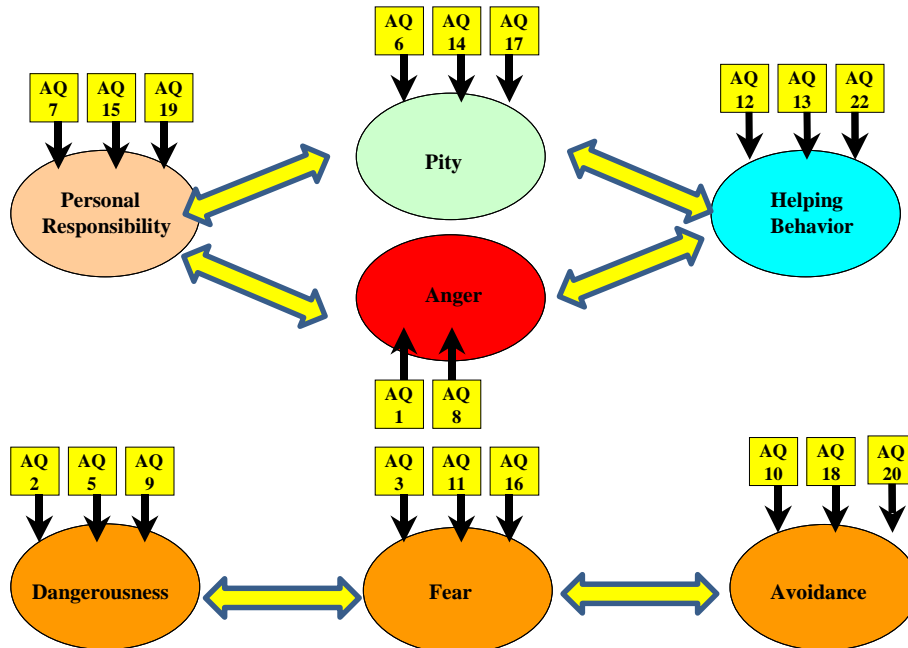 AQ
6
AQ
14
AQ
17
AQ
7
AQ
15
AQ
19
AQ
12
AQ
13
AQ
22
Pity
Personal
Responsibility
Helping
Behavior
Anger
AQ
1
AQ
8
AQ
2
AQ
5
AQ
9
AQ
3
AQ
11
AQ
16
AQ
10
AQ
18
AQ
20
Dangerousness
Fear
Avoidance